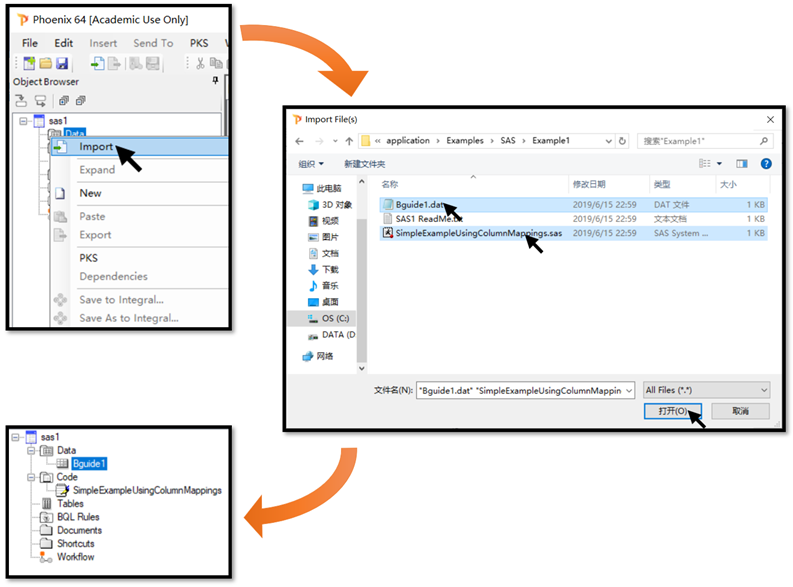 Phoenix 64 [Academic Use Only]
File Edit Insert Send To PKS
Object Browser
sas1
Data
Import
Expand
New
Paste
Export
PKS
Dependencies
Save to Integral...
Save As to Integral...
Import File(s)
« application > Examples > SAS > Example1
搜索"Example1"
组织 新建文件夹
名称 修改日期 类型 大小
此电脑
3D 对象
视频
图片
文档
下载
音乐
桌面
OS (C:)
DATA (D
网络
Bguide1.dat 2019/6/15 22:59 DAT 文件 1 KB
SAS1 ReadMe.txt 2019/6/15 22:59 文本文档 1 KB
SimpleExampleUsingColumnMappings.sas 2019/6/15 22:59 SAS System ... 1 KB
文件名(N): "Bguide1.dat" "SimpleExampleUsingColumnMappin All Files (*.*)
打开(O) 取消
sas1
Data
Bguide1
Code
SimpleExampleUsingColumnMappings
Tables
BQL Rules
Documents
Shortcuts
Workflow